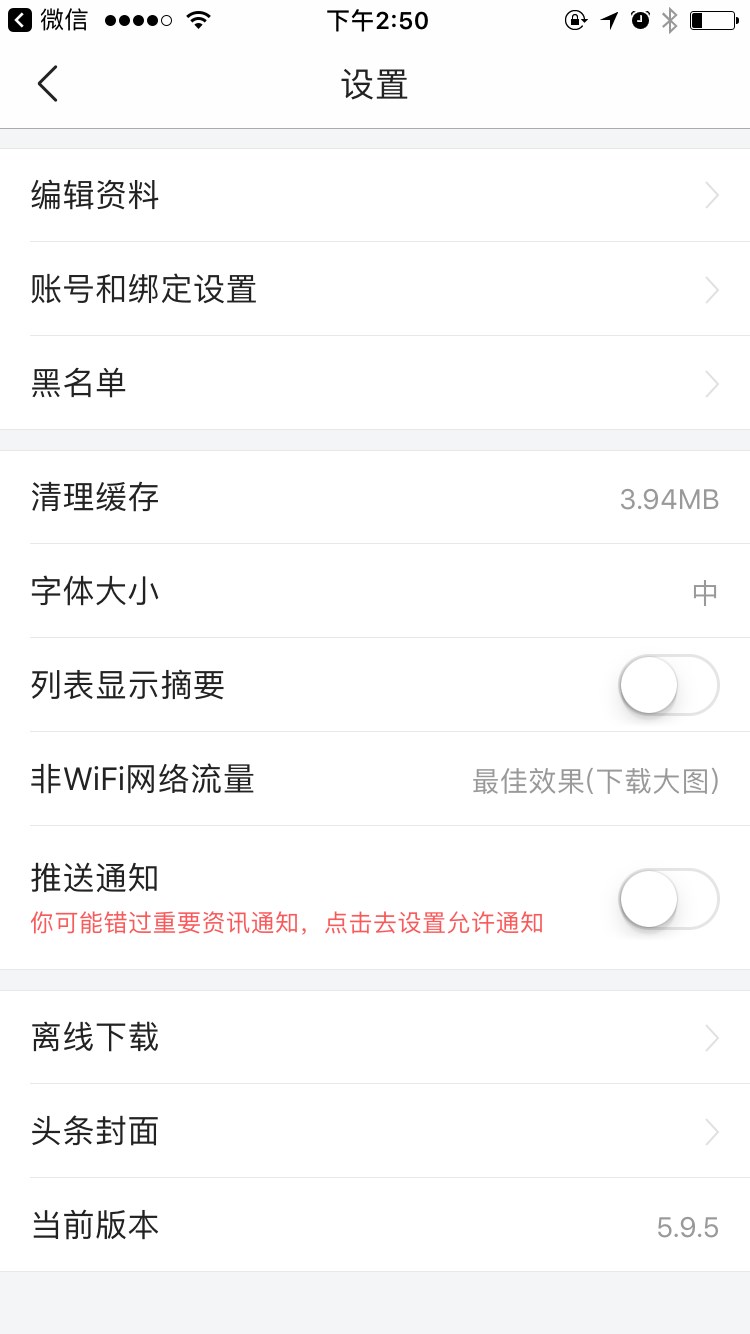 微信 下午2:50
设置
编辑资料
账号和绑定设置
黑名单
清理缓存 3.94MB
字体大小 中
列表显示摘要
非WiFi网络流量 最佳效果(下载大图)
推送通知
你可能错过重要资讯通知，点击去设置允许通知
离线下载
头条封面
当前版本 5.9.5